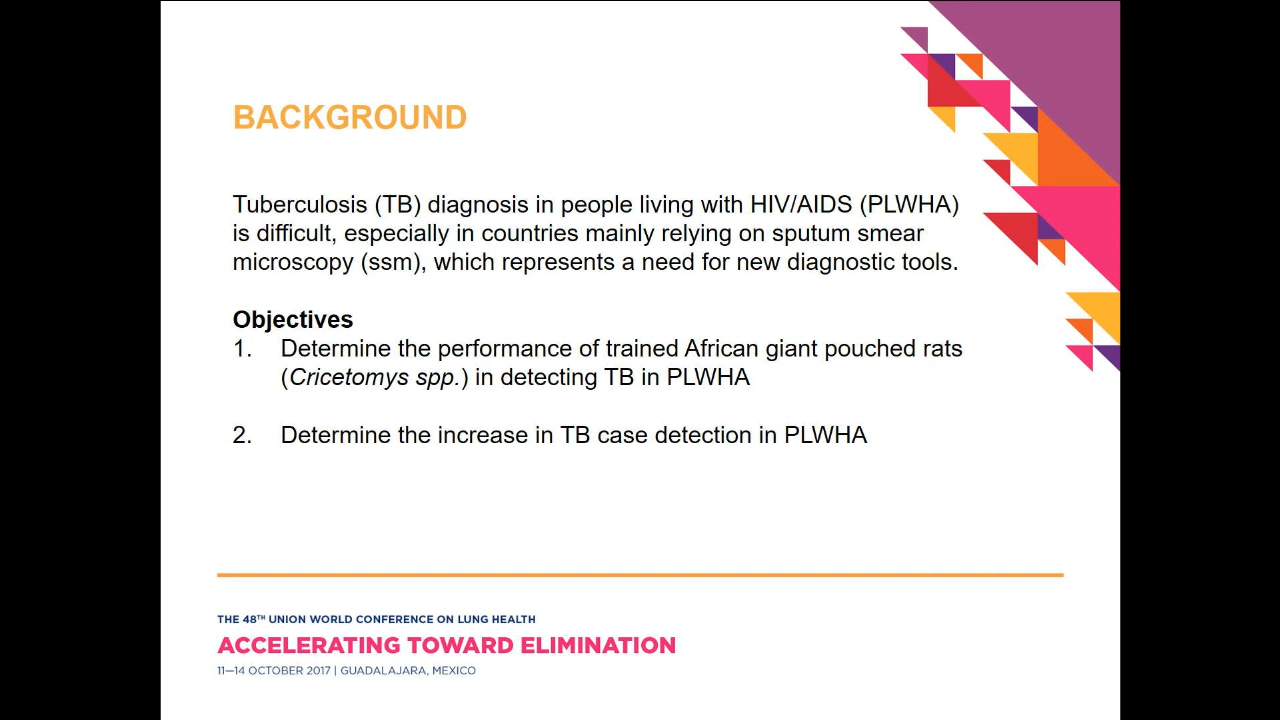 BACKGROUND
Tuberculosis (TB) diagnosis in people living with HIV/AIDS (PLWHA)
is difficult, especially in countries mainly relying on sputum smear
microscopy (ssm), which represents a need for new diagnostic tools.
Objectives
1. Determine the performance of trained African giant pouched rats
(Cricetomys spp.) in detecting TB in PLWHA
2. Determine the increase in TB case detection in PLWHA
THE 48TH UNION WORLD CONFERENCE ON LUNG HEALTH
ACCELERATING TOWARD ELIMINATION
11—14 OCTOBER 2017 | GUADALAJARA, MEXICO